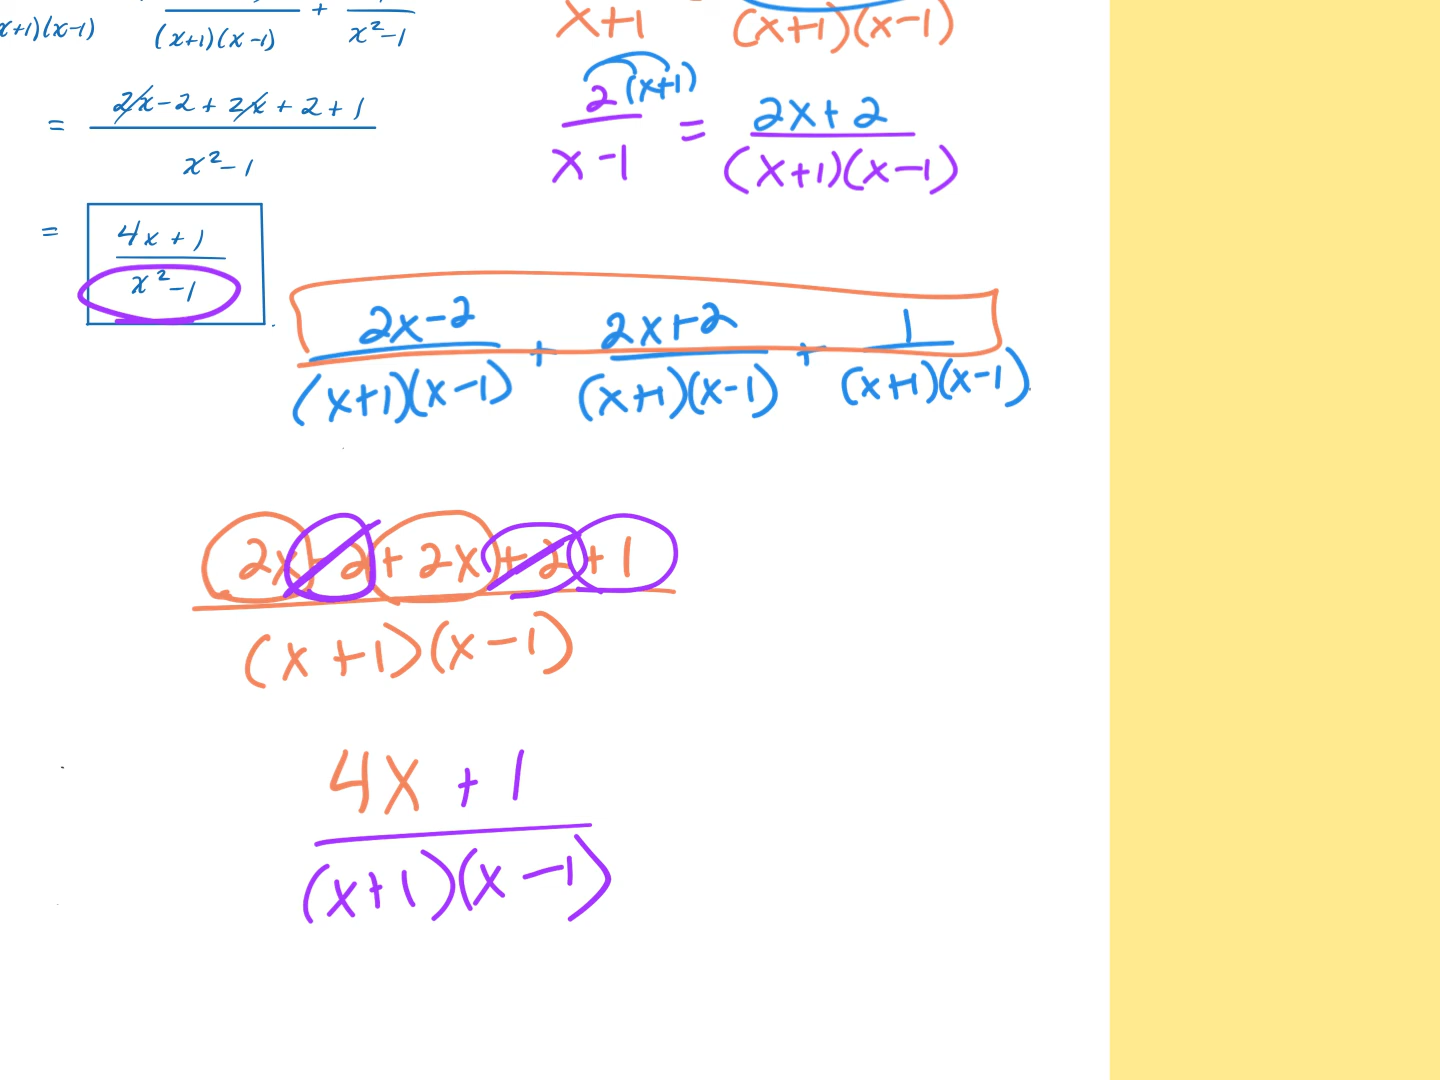 x+1)(x-1) (x+1)(x-1) + x²-1
= 2x-2+2x+2+1
x²-1
= 4x+1
x²-1
x+1 (x+1)(x-1)
2(x+1) = 2x+2
x-1 (x+1)(x-1)
2x-2 + 2x+2 + 1
(x+1)(x-1) (x+1)(x-1) (x+1)(x-1)
2x-2+2x+2+1
(x+1)(x-1)
4x+1
(x+1)(x-1)